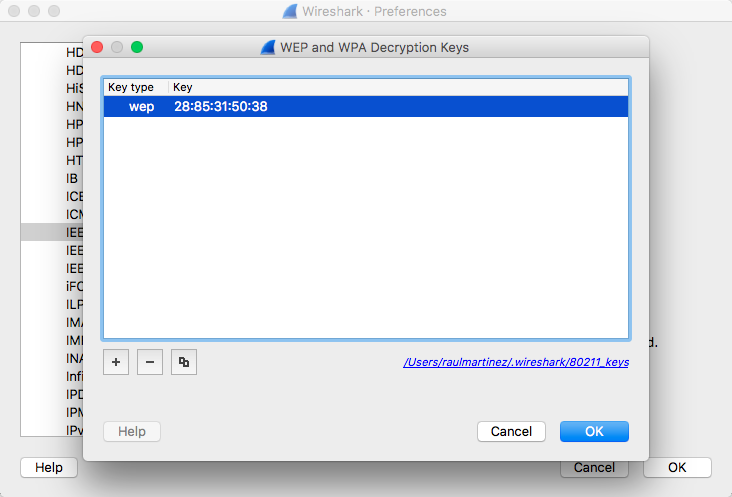 Wireshark · Preferences
WEP and WPA Decryption Keys
Key type Key
wep 28:85:31:50:38
HD
HD
HiS
HN
HP
HP
HT
IB
ICE
ICM
IEE
IEE
IEE
iFC
ILP
IMA
IMI
INA
Infi
IPD
IPM
IPv
d.
+ −
/Users/raulmartinez/.wireshark/80211_keys
Help Cancel OK
Help Cancel OK